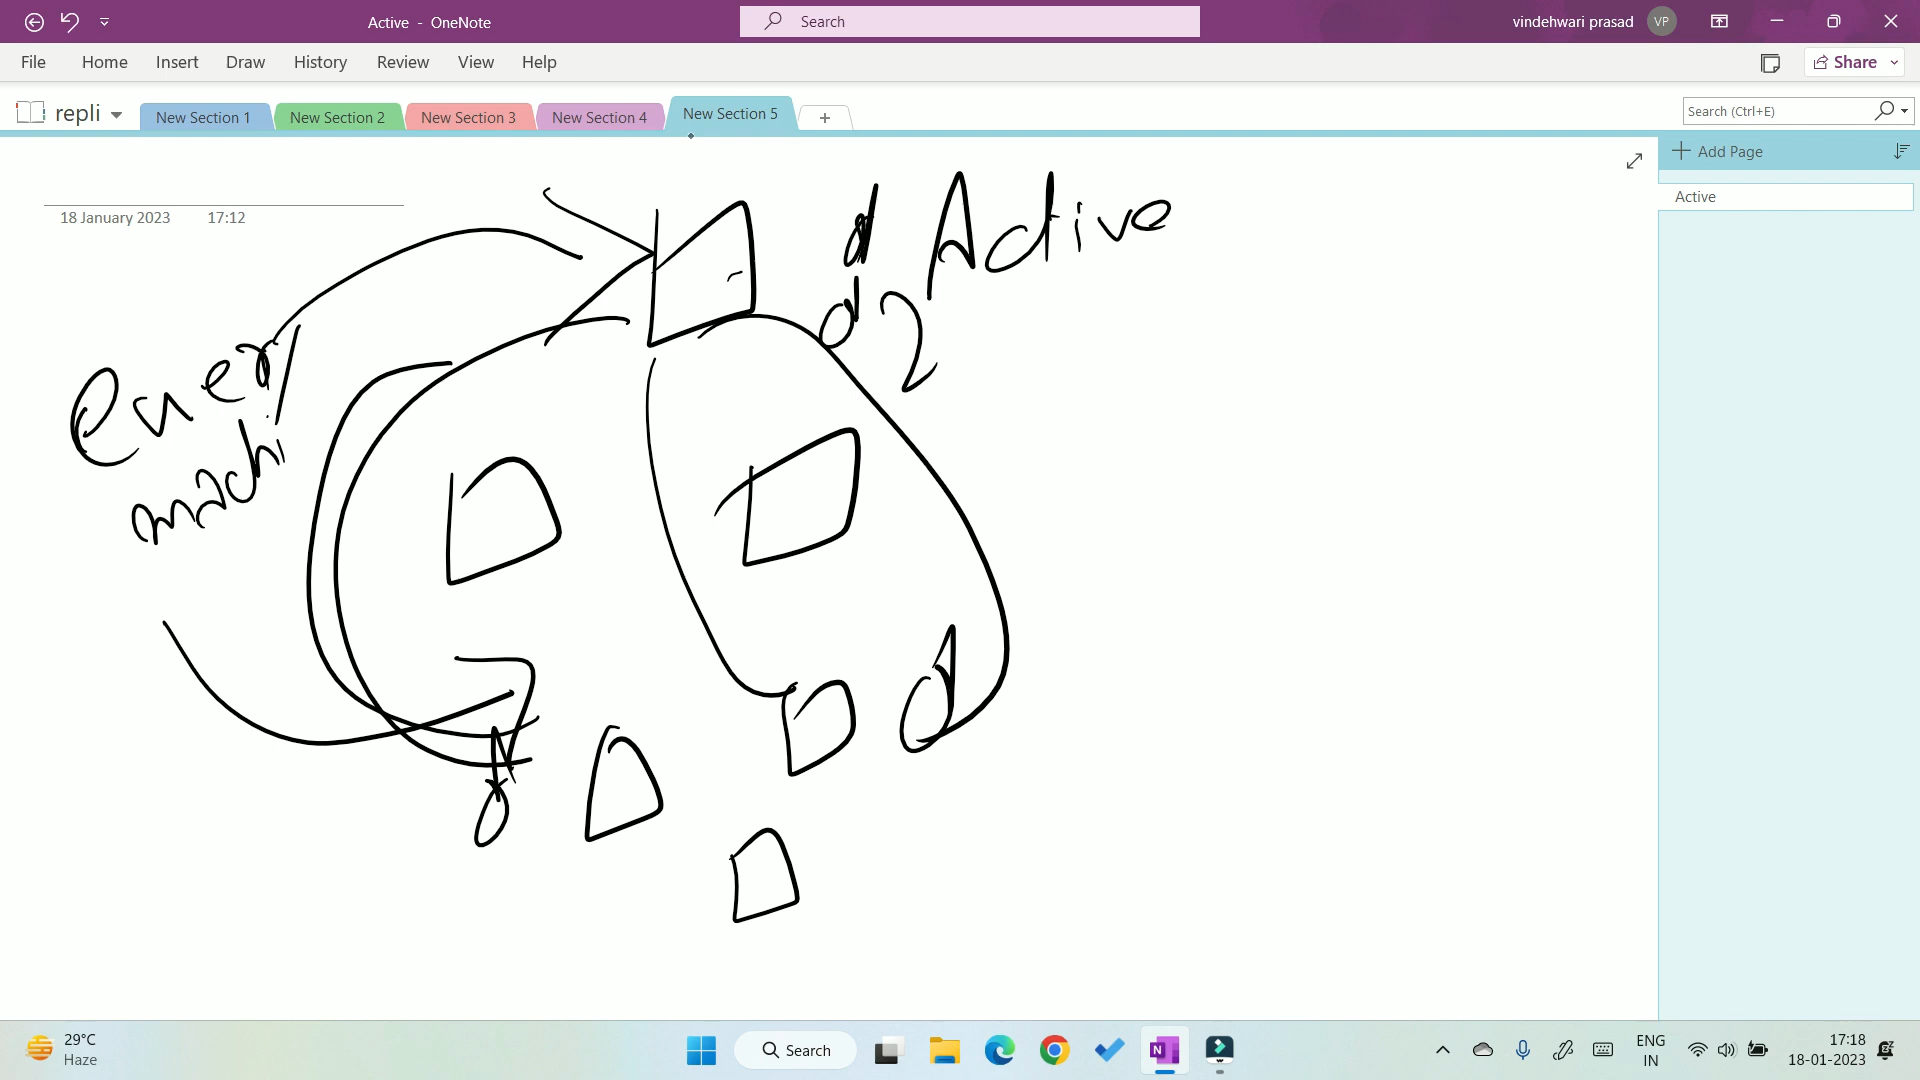 Active - OneNote
Search
vindehwari prasad
VP
File
Home
Insert
Draw
History
Review
View
Help
Share
repli
New Section 1
New Section 2
New Section 3
New Section 4
New Section 5
Search (Ctrl+E)
Add Page
Active
18 January 2023
17:12
Active
d2
machi
d
29°C
Haze
Search
ENG
IN
17:18
18-01-2023